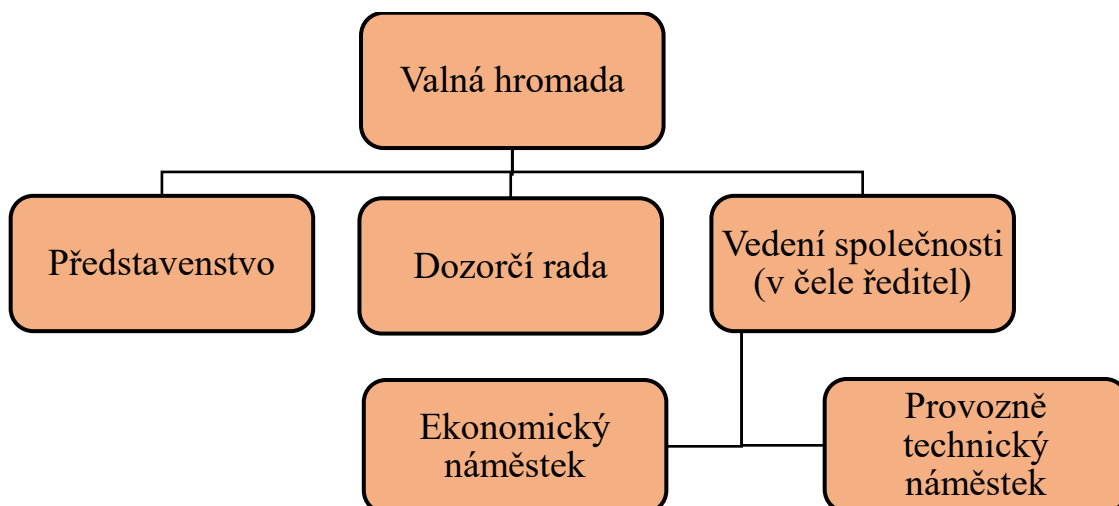 Valná hromada
Představenstvo
Dozorčí rada
Vedení společnosti
(v čele ředitel)
Ekonomický
náměstek
Provozně
technický
náměstek